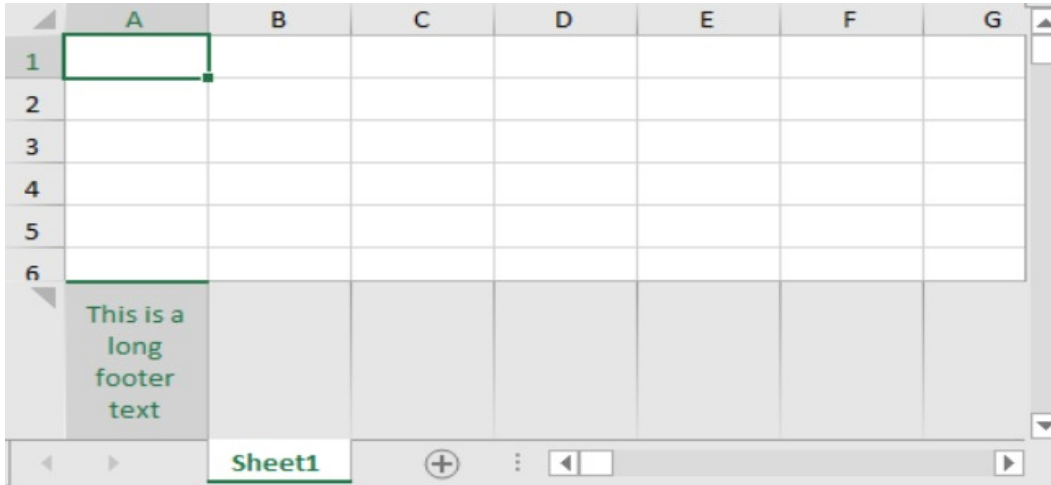 A B C D E F G
1
2
3
4
5
6
This is a
long
footer
text
Sheet1